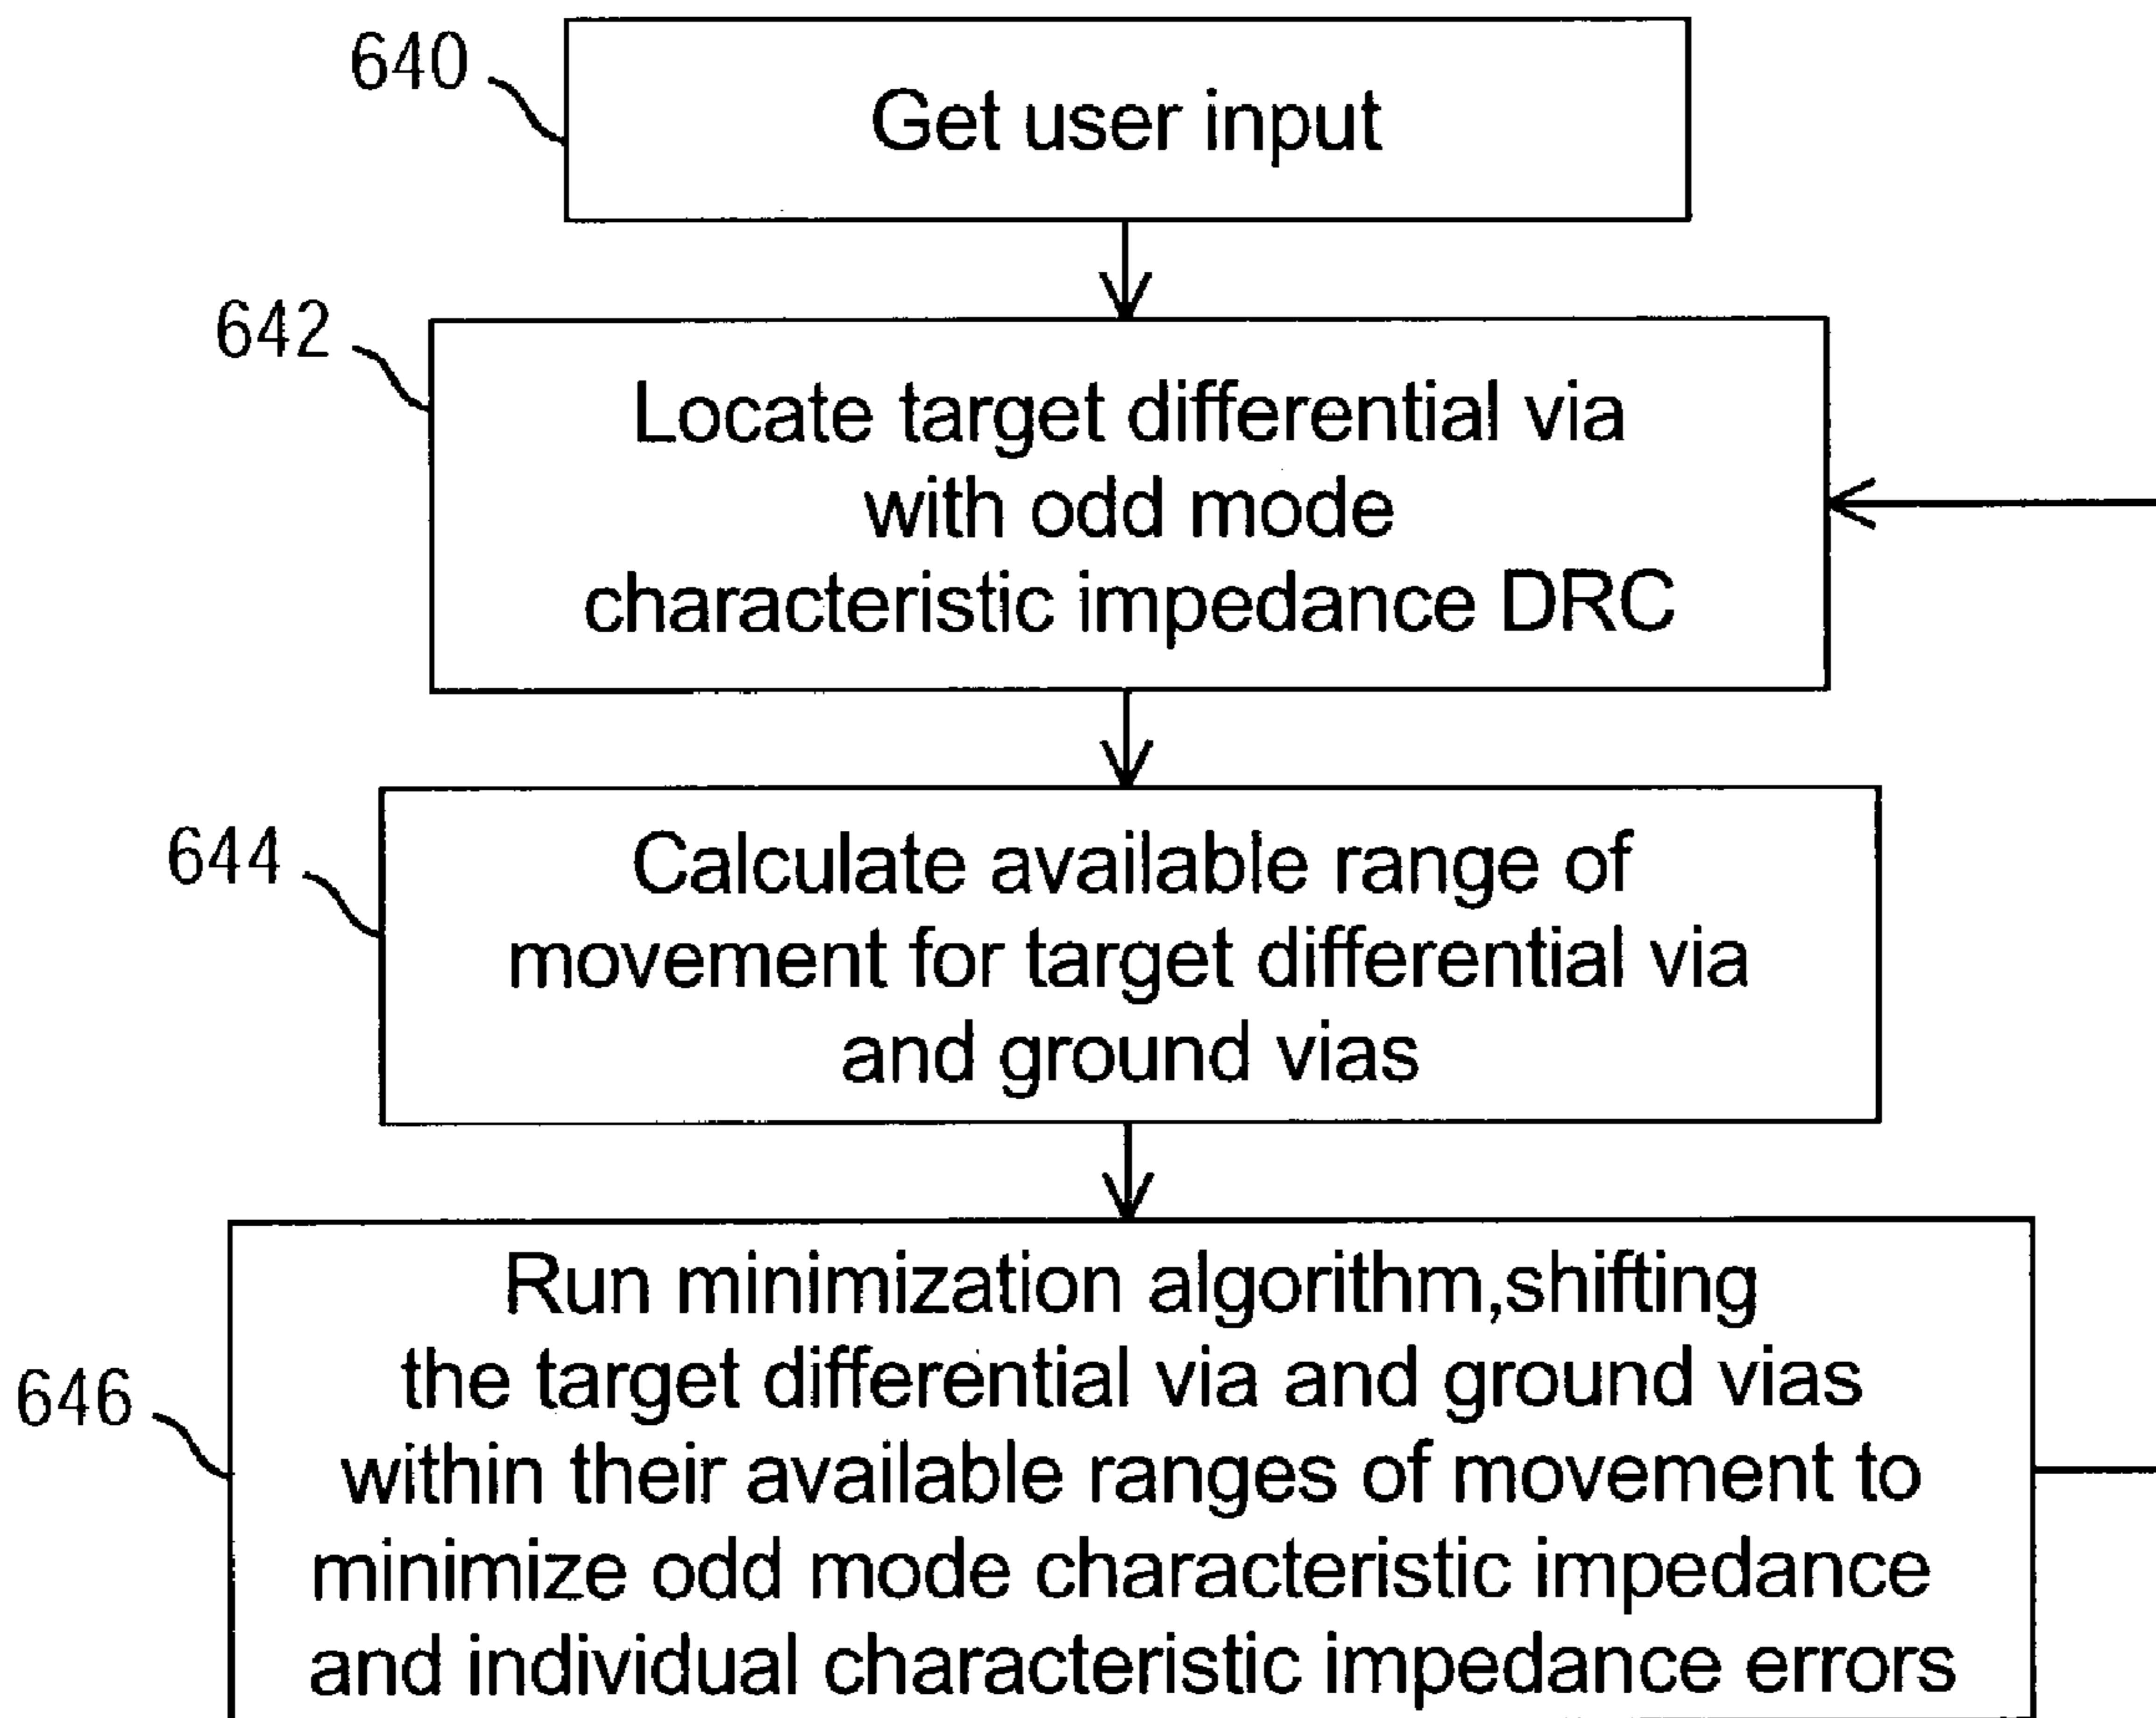 640
Get user input
642
Locate target differential via
with odd mode
characteristic impedance DRC
644
Calculate available range of
movement for target differential via
and ground vias
646
Run minimization algorithm,shifting
the target differential via and ground vias
within their available ranges of movement to
minimize odd mode characteristic impedance
and individual characteristic impedance errors